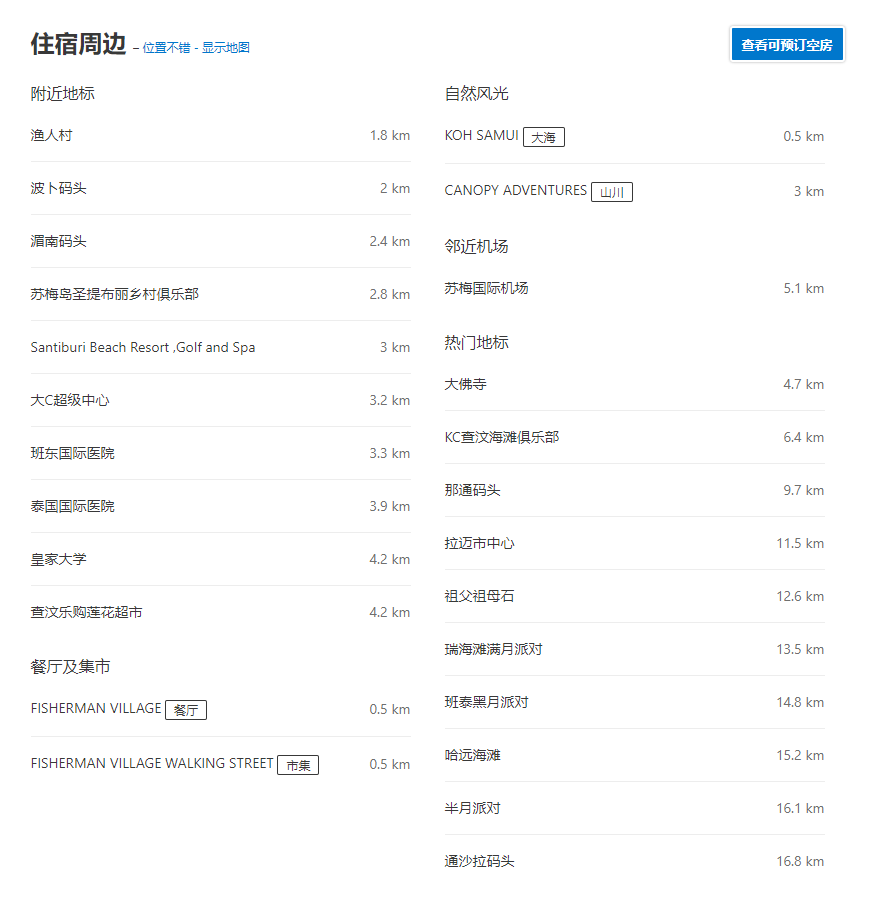 住宿周边 – 位置不错 - 显示地图
查看可预订空房
附近地标
渔人村 1.8 km
波卜码头 2 km
湄南码头 2.4 km
苏梅岛圣提布丽乡村俱乐部 2.8 km
Santiburi Beach Resort ,Golf and Spa 3 km
大C超级中心 3.2 km
班东国际医院 3.3 km
泰国国际医院 3.9 km
皇家大学 4.2 km
查汶乐购莲花超市 4.2 km
餐厅及集市
FISHERMAN VILLAGE 餐厅 0.5 km
FISHERMAN VILLAGE WALKING STREET 市集 0.5 km
自然风光
KOH SAMUI 大海 0.5 km
CANOPY ADVENTURES 山川 3 km
邻近机场
苏梅国际机场 5.1 km
热门地标
大佛寺 4.7 km
KC查汶海滩俱乐部 6.4 km
那通码头 9.7 km
拉迈市中心 11.5 km
祖父祖母石 12.6 km
瑞海滩满月派对 13.5 km
班泰黑月派对 14.8 km
哈远海滩 15.2 km
半月派对 16.1 km
通沙拉码头 16.8 km